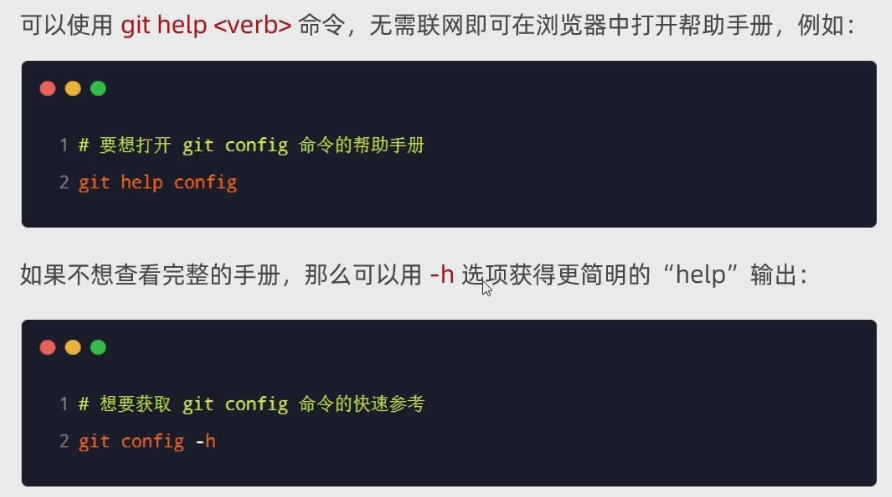 可以使用 git help <verb> 命令，无需联网即可在浏览器中打开帮助手册，例如：
1 # 要想打开 git config 命令的帮助手册
2 git help config
如果不想查看完整的手册，那么可以用 -h 选项获得更简明的“help”输出：
1 # 想要获取 git config 命令的快速参考
2 git config -h